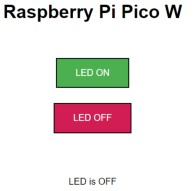 Raspberry Pi Pico W
LED ON
LED OFF
LED is OFF